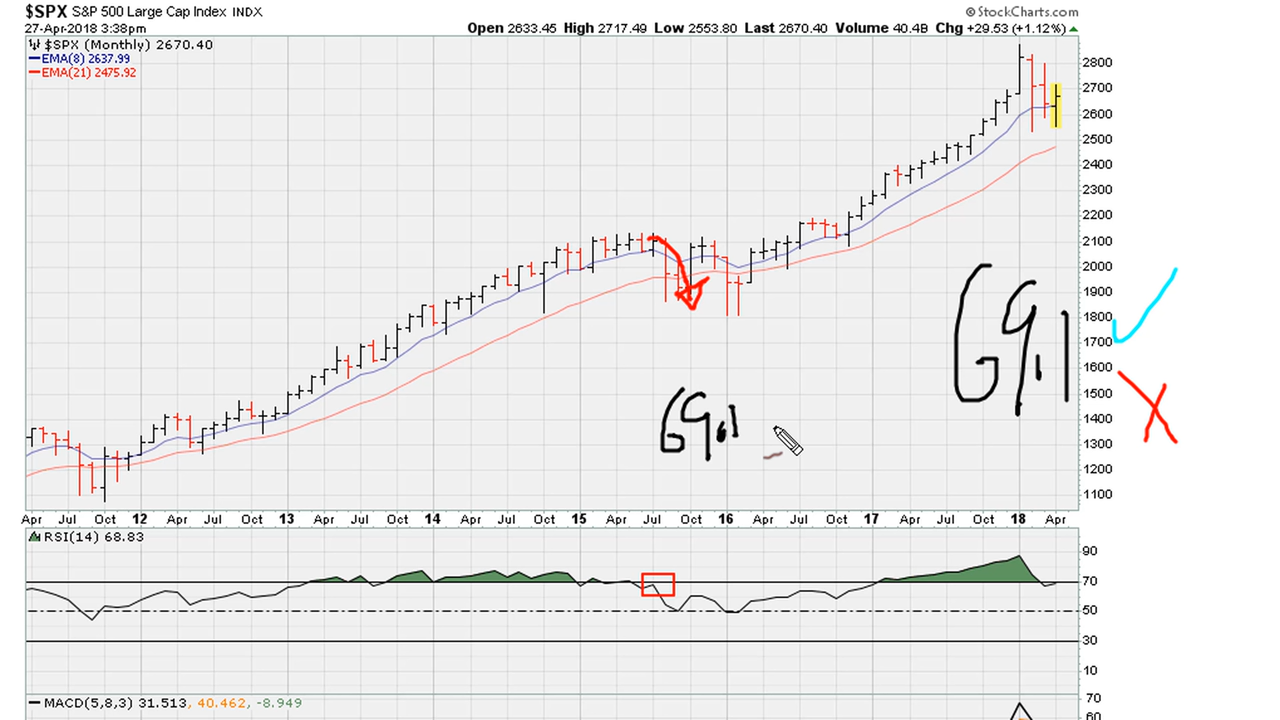 $SPX S&P 500 Large Cap Index INDX
© StockCharts.com
27-Apr-2018 3:38pm
Open 2633.45 High 2717.49 Low 2553.80 Last 2670.40 Volume 40.4B Chg +29.53 (+1.12%)
$SPX (Monthly) 2670.40
EMA(8) 2637.99
EMA(21) 2475.92
2800
2700
2600
2500
2400
2300
2200
2100
2000
1900
1800
1700
1600
1500
1400
1300
1200
1100
69.1
69.1
Apr Jul Oct 12 Apr Jul Oct 13 Apr Jul Oct 14 Apr Jul Oct 15 Apr Jul Oct 16 Apr Jul Oct 17 Apr Jul Oct 18 Apr
RSI(14) 68.83
90
70
50
30
10
MACD(5,8,3) 31.513, 40.462, -8.949
70
60